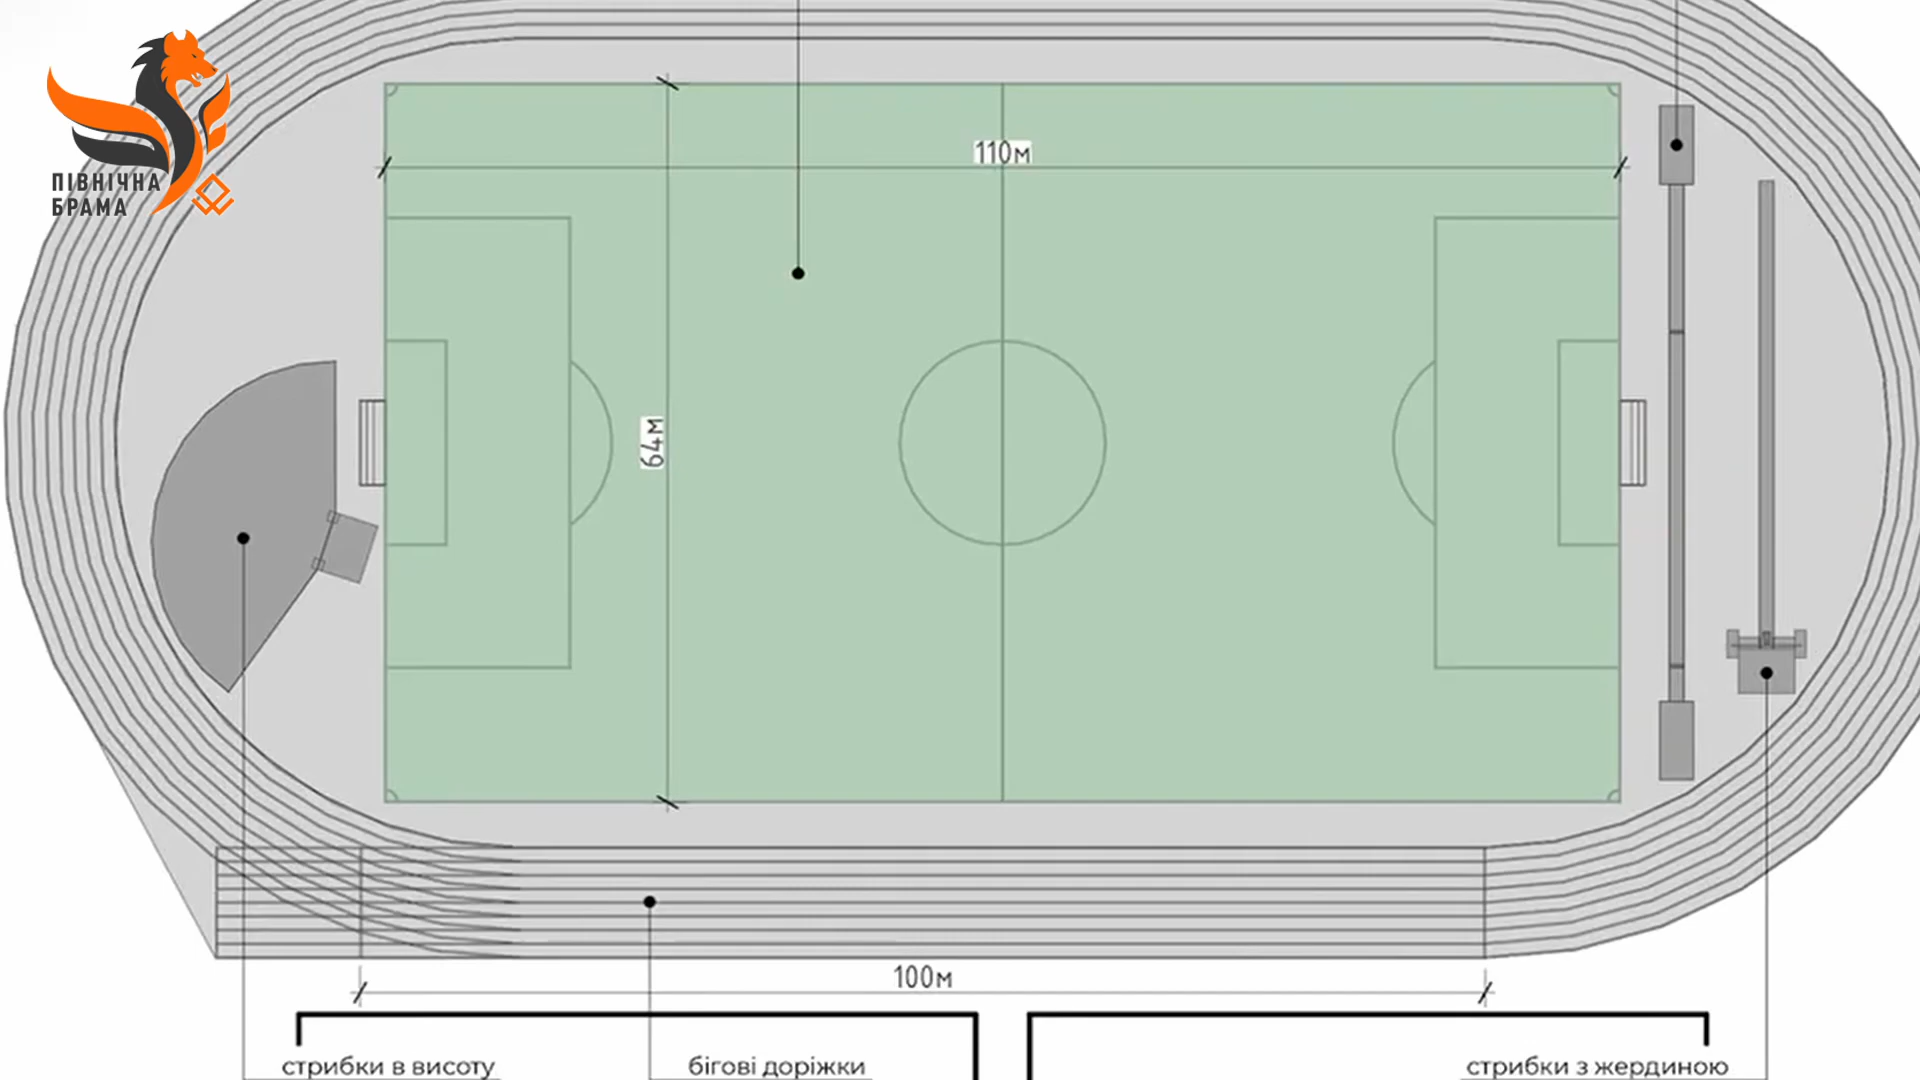 ПІВНІЧНА
БРАМА
110м
64м
100м
стрибки в висоту
бігові доріжки
стрибки з жердиною